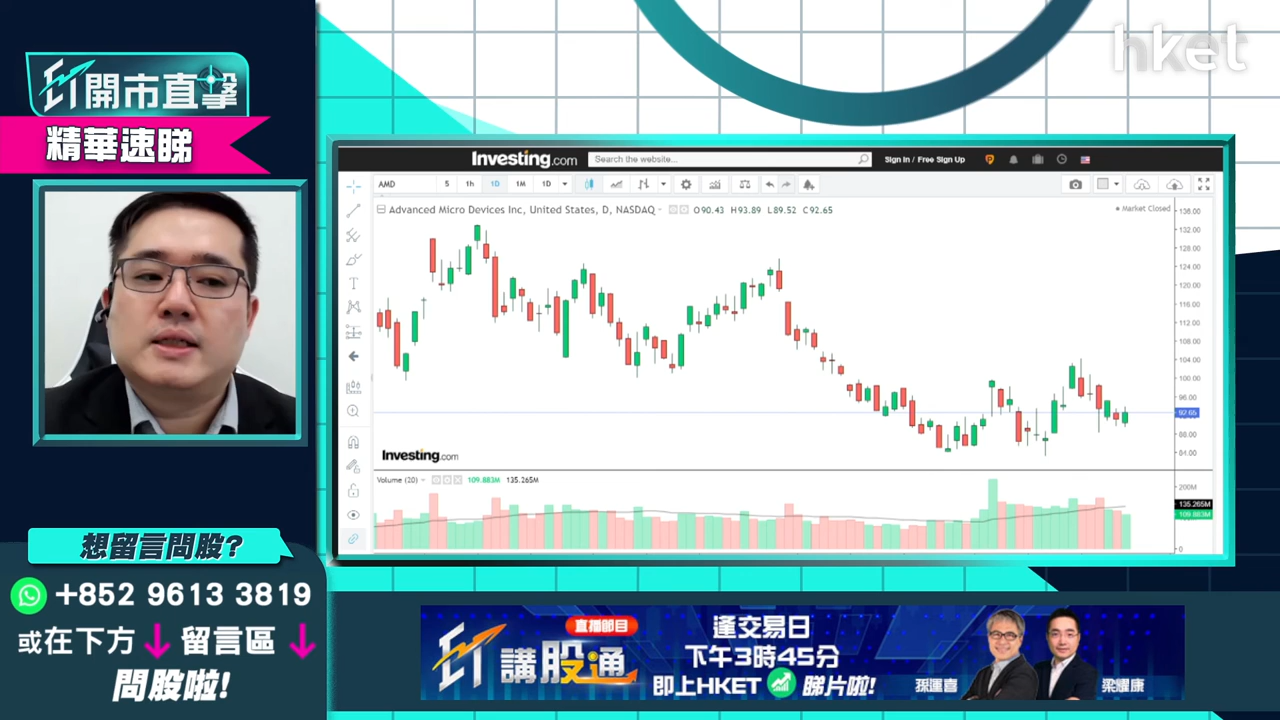 hket
ET開市直擊
精華速睇
Investing.com
Search the website...
Sign In / Free Sign Up
AMD
5
1h
1D
1M
1D
Advanced Micro Devices Inc, United States, D, NASDAQ
O90.43 H93.89 L89.52 C92.65
Market Closed
136.00
132.00
128.00
124.00
120.00
116.00
112.00
108.00
104.00
100.00
96.00
92.65
88.00
84.00
Investing.com
Volume (20)
109.883M
135.265M
200M
135.265M
109.883M
0
想留言問股?
+852 9613 3819
或在下方 留言區
問股啦!
ET講股通
直播節目
逢交易日
下午3時45分
即上HKET 睇片啦!
孫運喜
梁耀康